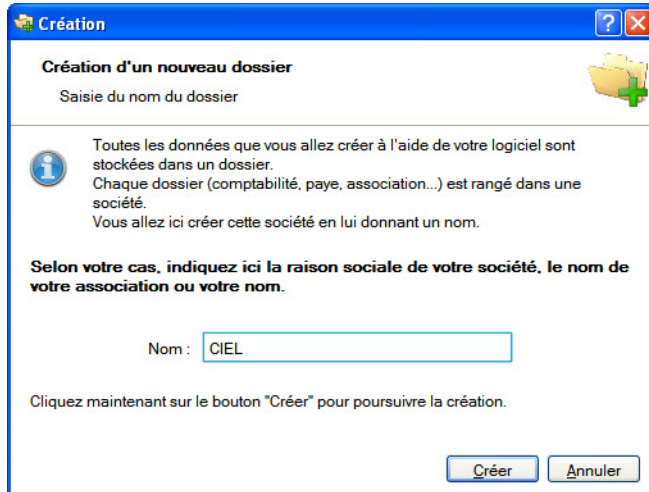 Création
Création d'un nouveau dossier
Saisie du nom du dossier
Toutes les données que vous allez créer à l'aide de votre logiciel sont
stockées dans un dossier.
Chaque dossier (comptabilité, paye, association...) est rangé dans une
société.
Vous allez ici créer cette société en lui donnant un nom.
Selon votre cas, indiquez ici la raison sociale de votre société, le nom de
votre association ou votre nom.
Nom : CIEL
Cliquez maintenant sur le bouton "Créer" pour poursuivre la création.
Créer Annuler